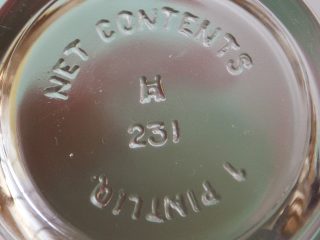 NET CONTENTS
H
231
1 PINT LIQ.